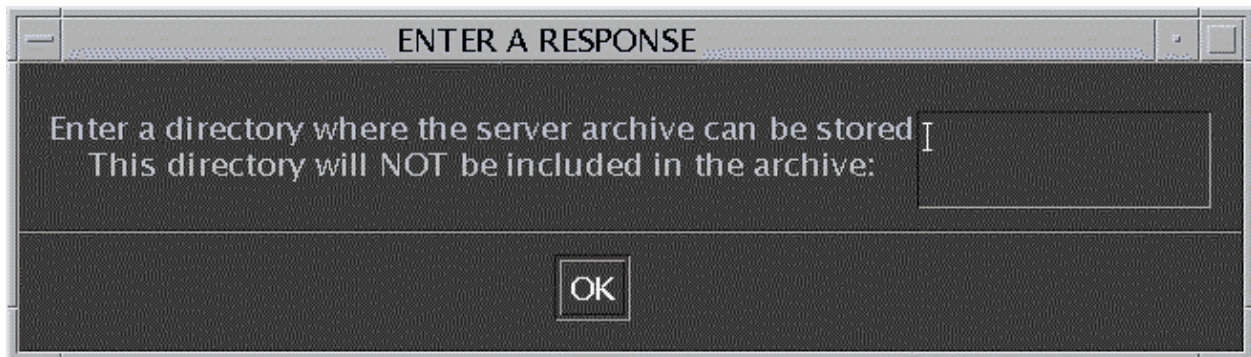 ENTER A RESPONSE
Enter a directory where the server archive can be stored
This directory will NOT be included in the archive:
OK